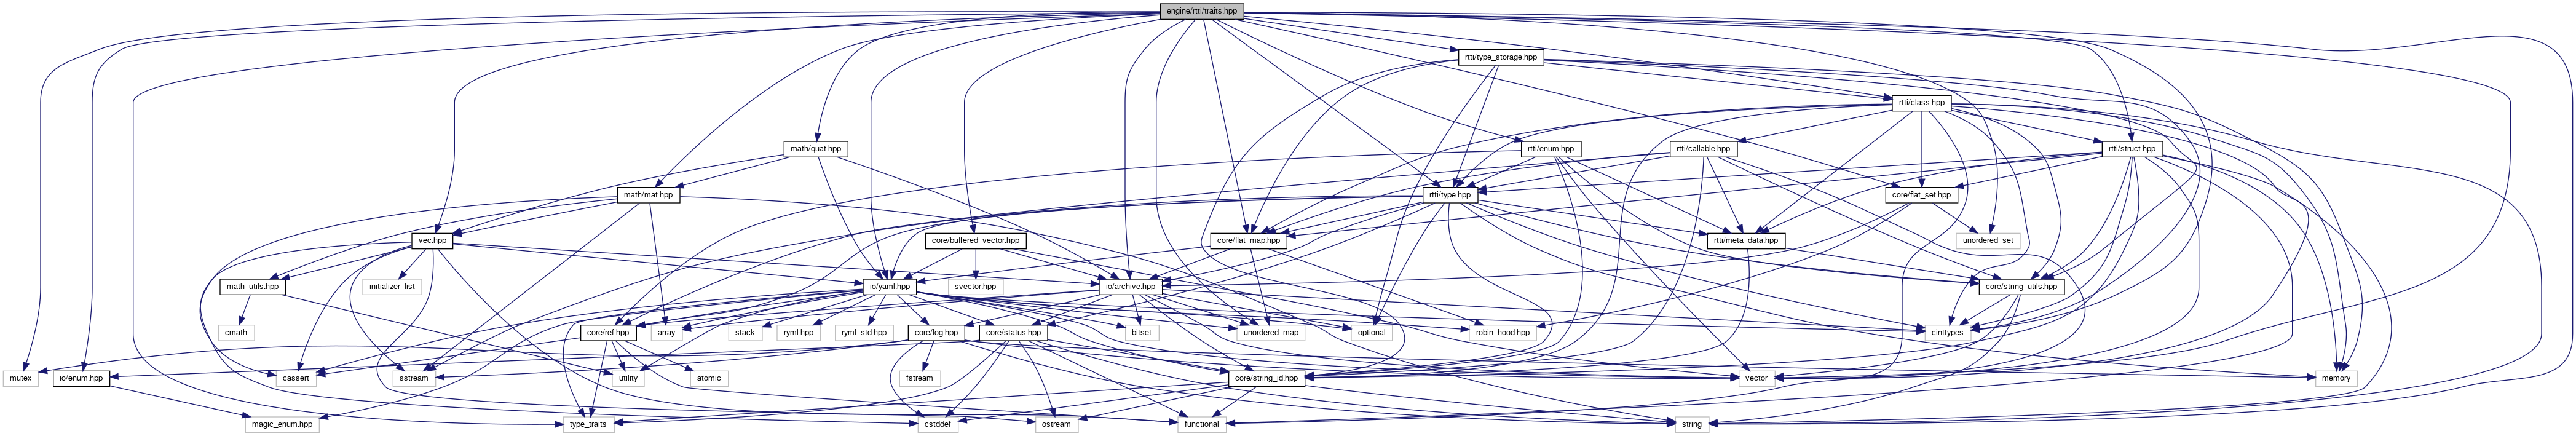 engine/rtti/traits.hpp
rtti/type_storage.hpp
rtti/class.hpp
math/quat.hpp
rtti/enum.hpp
rtti/callable.hpp
rtti/struct.hpp
math/mat.hpp
rtti/type.hpp
core/flat_set.hpp
vec.hpp
core/buffered_vector.hpp
core/flat_map.hpp
rtti/meta_data.hpp
unordered_set
math_utils.hpp
initializer_list
io/yaml.hpp
svector.hpp
io/archive.hpp
core/string_utils.hpp
cmath
core/ref.hpp
array
stack
ryml.hpp
ryml_std.hpp
core/log.hpp
core/status.hpp
bitset
unordered_map
optional
robin_hood.hpp
cinttypes
mutex
io/enum.hpp
cassert
sstream
utility
atomic
fstream
core/string_id.hpp
vector
memory
magic_enum.hpp
type_traits
cstddef
ostream
functional
string